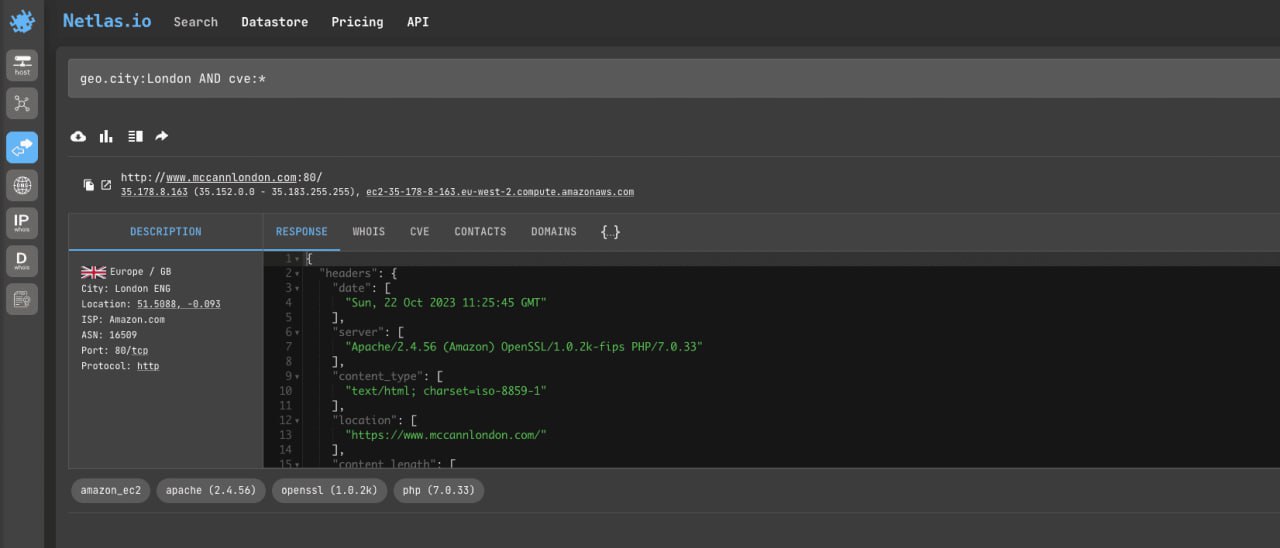 Netlas.io Search Datastore Pricing API
host
geo.city:London AND cve:*
DNS
IP
whois
D
whois
http://www.mccannlondon.com:80/
35.178.8.163 (35.152.0.0 - 35.183.255.255), ec2-35-178-8-163.eu-west-2.compute.amazonaws.com
DESCRIPTION
Europe / GB
City: London ENG
Location: 51.5088, -0.093
ISP: Amazon.com
ASN: 16509
Port: 80/tcp
Protocol: http
RESPONSE WHOIS CVE CONTACTS DOMAINS {...}
1 {
2 "headers": {
3 "date": [
4 "Sun, 22 Oct 2023 11:25:45 GMT"
5 ],
6 "server": [
7 "Apache/2.4.56 (Amazon) OpenSSL/1.0.2k-fips PHP/7.0.33"
8 ],
9 "content_type": [
10 "text/html; charset=iso-8859-1"
11 ],
12 "location": [
13 "https://www.mccannlondon.com/"
14 ],
15 "content_length": [
amazon_ec2 apache (2.4.56) openssl (1.0.2k) php (7.0.33)